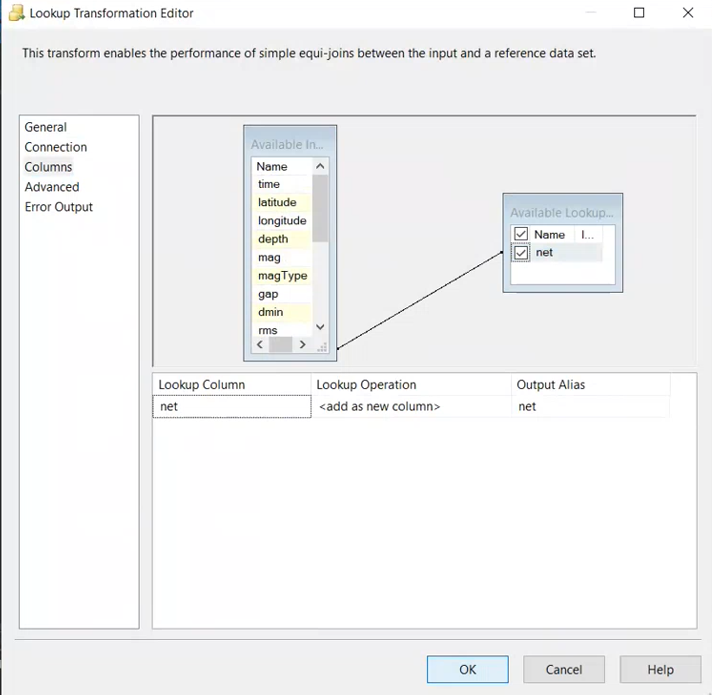 Lookup Transformation Editor
This transform enables the performance of simple equi-joins between the input and a reference data set.
General
Connection
Columns
Advanced
Error Output
Available In...
Name
time
latitude
longitude
depth
mag
magType
gap
dmin
rms
Available Lookup...
Name I...
net
Lookup Column Lookup Operation Output Alias
net <add as new column> net
OK Cancel Help